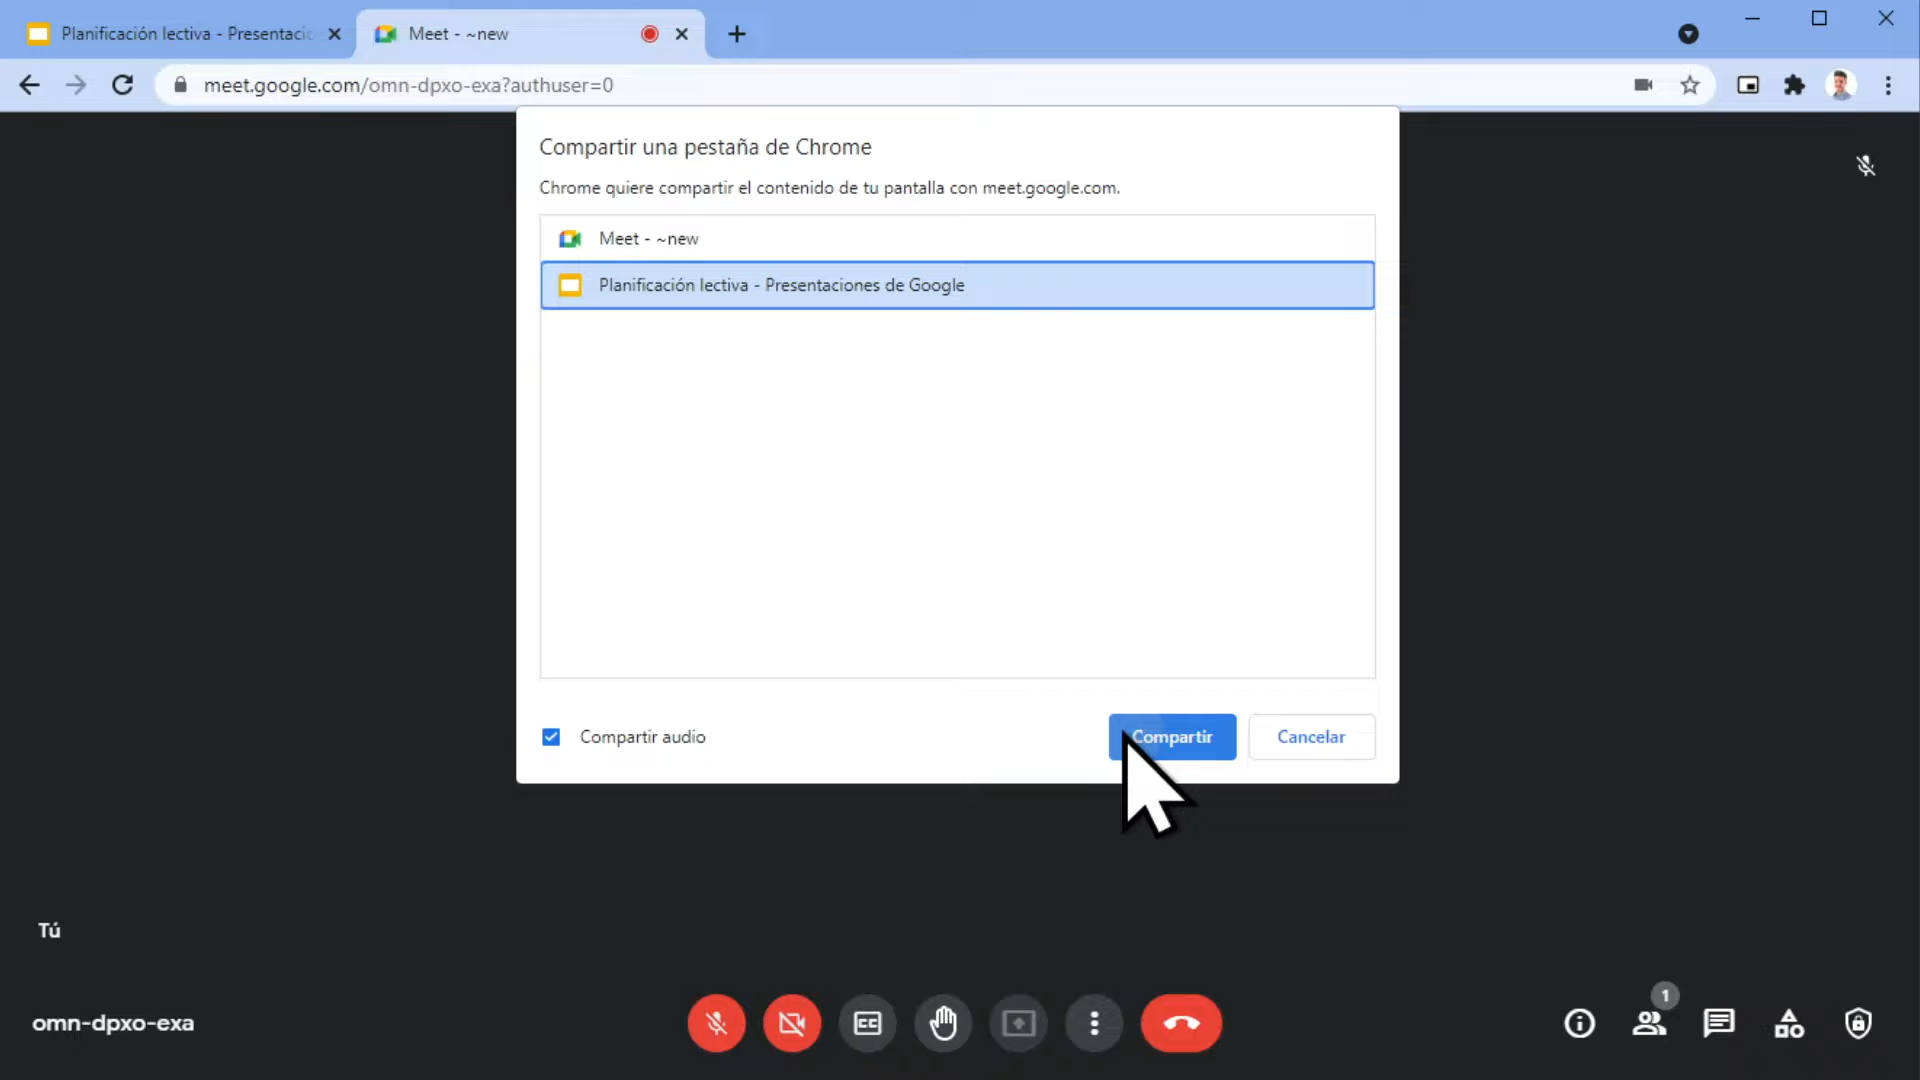 Planificación lectiva - Presentacio
Meet - ~new
meet.google.com/omn-dpxo-exa?authuser=0
Compartir una pestaña de Chrome
Chrome quiere compartir el contenido de tu pantalla con meet.google.com.
Meet - ~new
Planificación lectiva - Presentaciones de Google
Compartir audio
Compartir
Cancelar
Tú
omn-dpxo-exa
CC
1